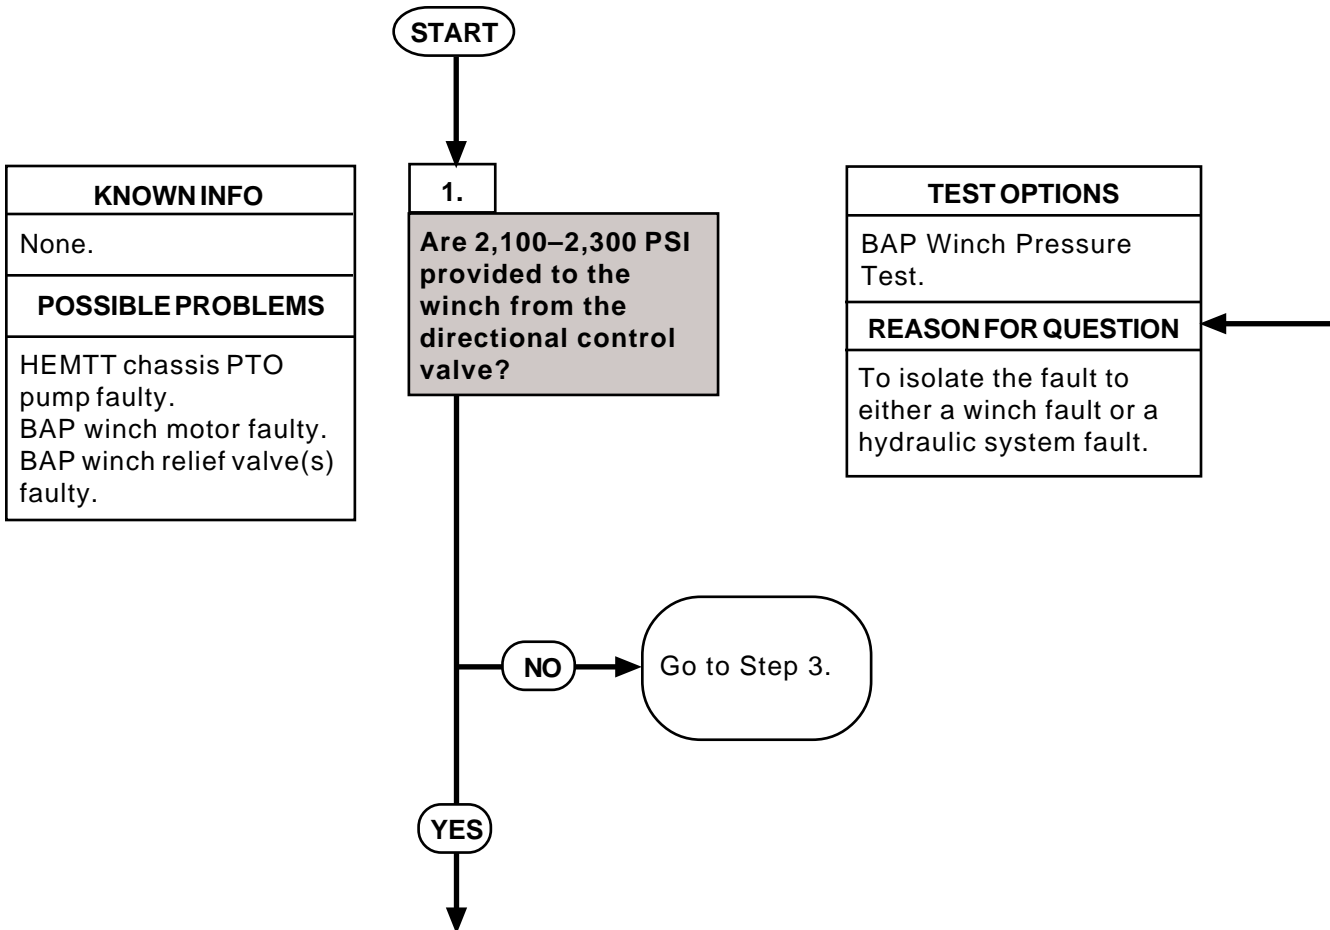 START
KNOWN INFO
None.
POSSIBLE PROBLEMS
HEMTT chassis PTO
pump faulty.
BAP winch motor faulty.
BAP winch relief valve(s)
faulty.
1.
Are 2,100–2,300 PSI
provided to the
winch from the
directional control
valve?
TEST OPTIONS
BAP Winch Pressure
Test.
REASON FOR QUESTION
To isolate the fault to
either a winch fault or a
hydraulic system fault.
NO
Go to Step 3.
YES